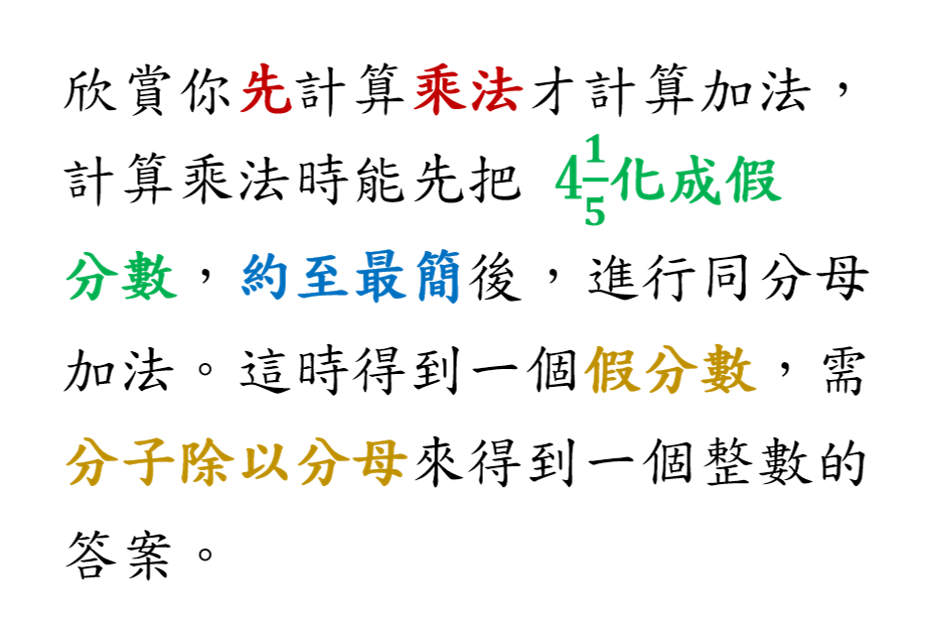 欣賞你先計算乘法才計算加法，
計算乘法時能先把 4 1/5 化成假
分數，約至最簡後，進行同分母
加法。這時得到一個假分數，需
分子除以分母來得到一個整數的
答案。